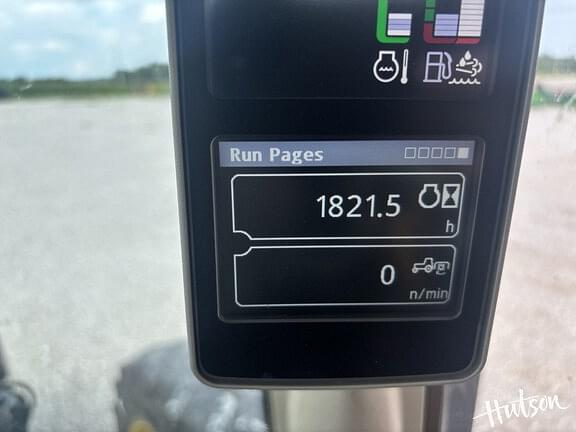 Run Pages
1821.5
h
0
n/min
Hutson